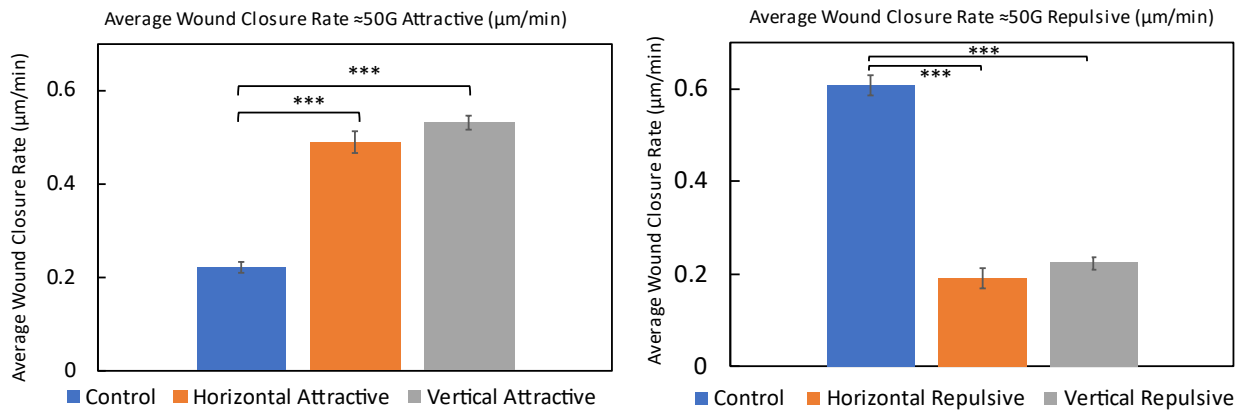 Average Wound Closure Rate ≈50G Attractive (µm/min)
Average Wound Closure Rate (µm/min)
0.6
0.4
0.2
0
***
***
Control Horizontal Attractive Vertical Attractive
Average Wound Closure Rate ≈50G Repulsive (µm/min)
Average Wound Closure Rate (µm/min)
0.6
0.4
0.2
0
***
***
Control Horizontal Repulsive Vertical Repulsive